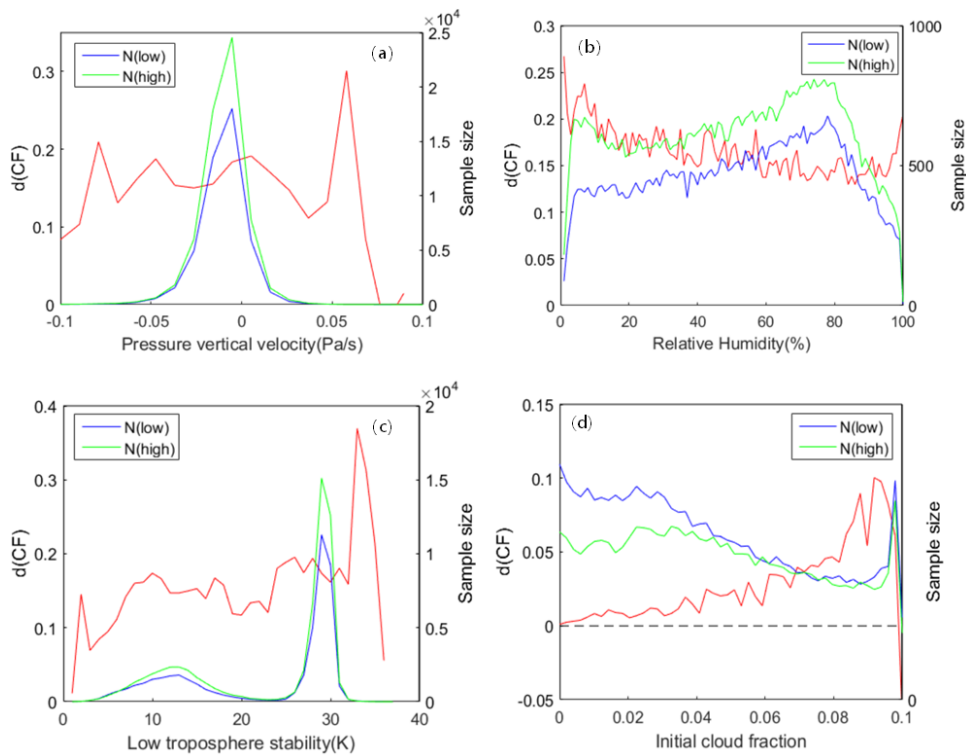 ×10^4
0.3
0.2
0.1
0
d(CF)
N(low)
N(high)
(a)
2.5
2
1.5
1
0.5
0
Sample size
-0.1 -0.05 0 0.05 0.1
Pressure vertical velocity(Pa/s)
0.3
0.25
0.2
0.15
0.1
0.05
0
d(CF)
(b)
N(low)
N(high)
1000
500
0
Sample size
0 20 40 60 80 100
Relative Humidity(%)
×10^4
0.4
0.3
0.2
0.1
0
d(CF)
N(low)
N(high)
(c)
2
1.5
1
0.5
0
Sample size
0 10 20 30 40
Low troposphere stability(K)
0.15
0.1
0.05
0
-0.05
d(CF)
(d)
N(low)
N(high)
0
Sample size
0 0.02 0.04 0.06 0.08 0.1
Initial cloud fraction